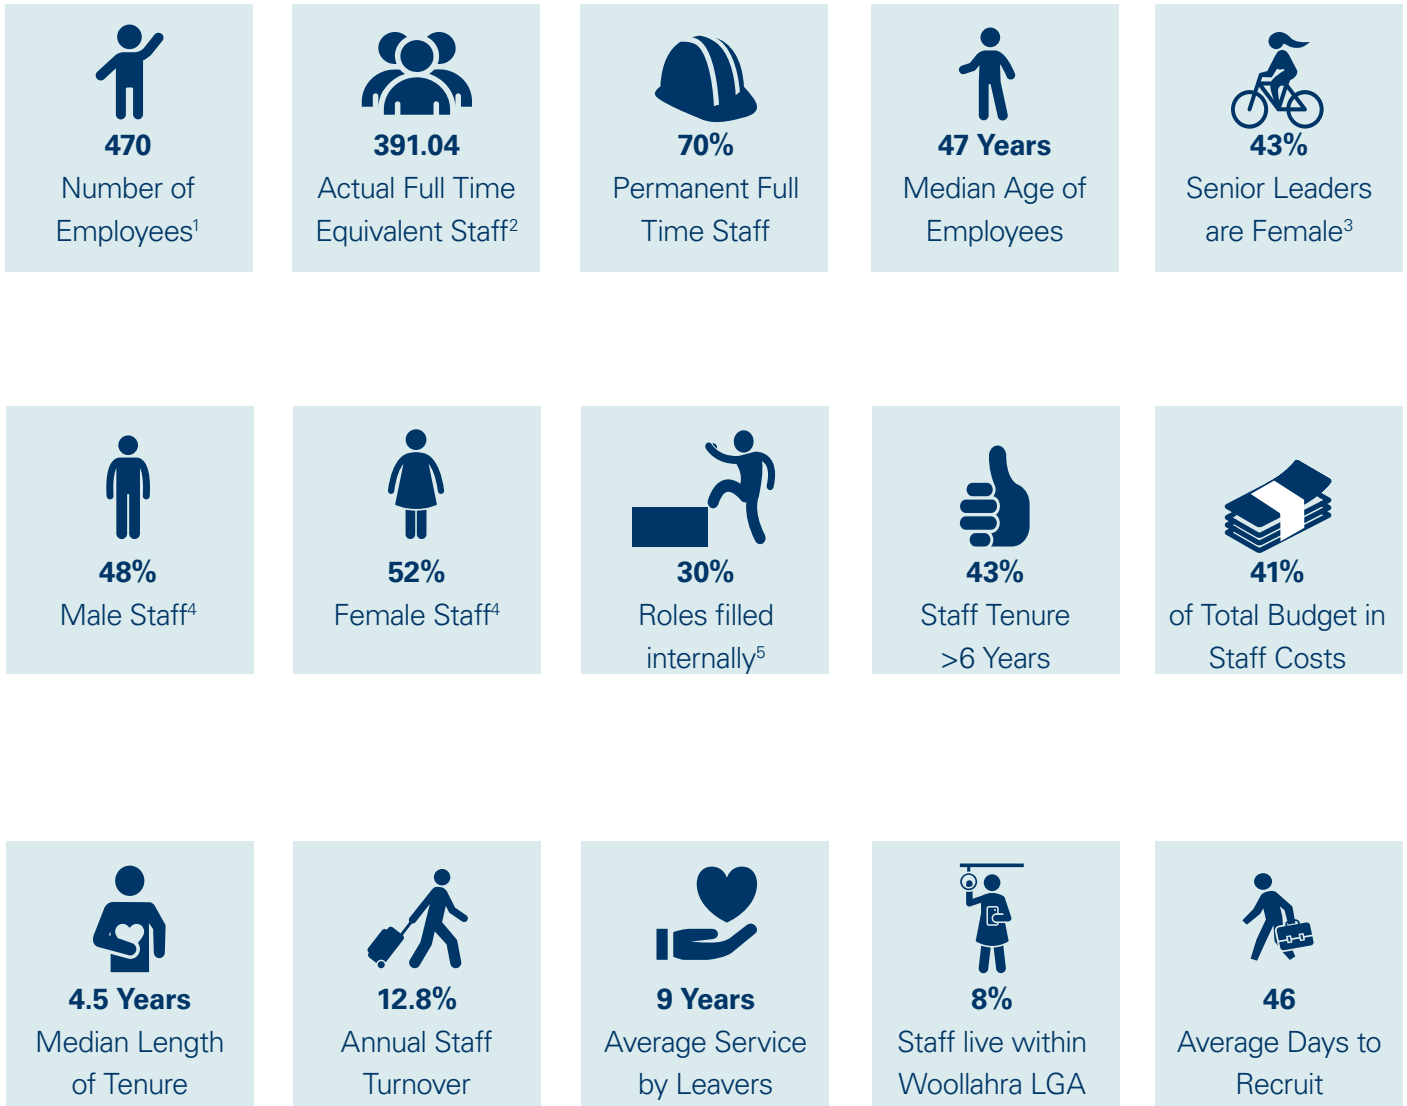 470
Number of
Employees¹
391.04
Actual Full Time
Equivalent Staff²
70%
Permanent Full
Time Staff
47 Years
Median Age of
Employees
43%
Senior Leaders
are Female³
48%
Male Staff⁴
52%
Female Staff⁴
30%
Roles filled
internally⁵
43%
Staff Tenure
>6 Years
41%
of Total Budget in
Staff Costs
4.5 Years
Median Length
of Tenure
12.8%
Annual Staff
Turnover
9 Years
Average Service
by Leavers
8%
Staff live within
Woollahra LGA
46
Average Days to
Recruit